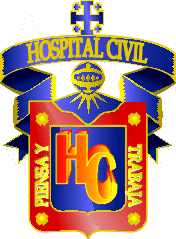 HOSPITAL CIVIL
PIENSA Y
TRABAJA
HC